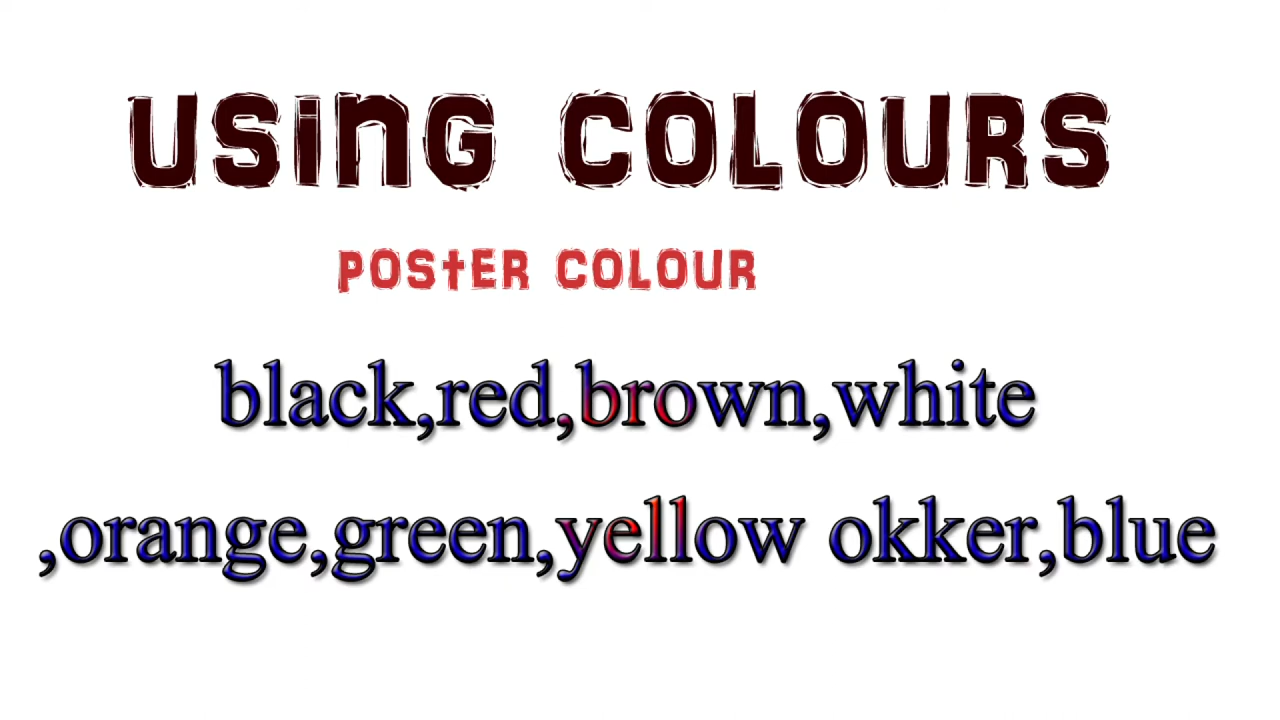 USING COLOURS
POSTER COLOUR
black,red,brown,white
,orange,green,yellow okker,blue